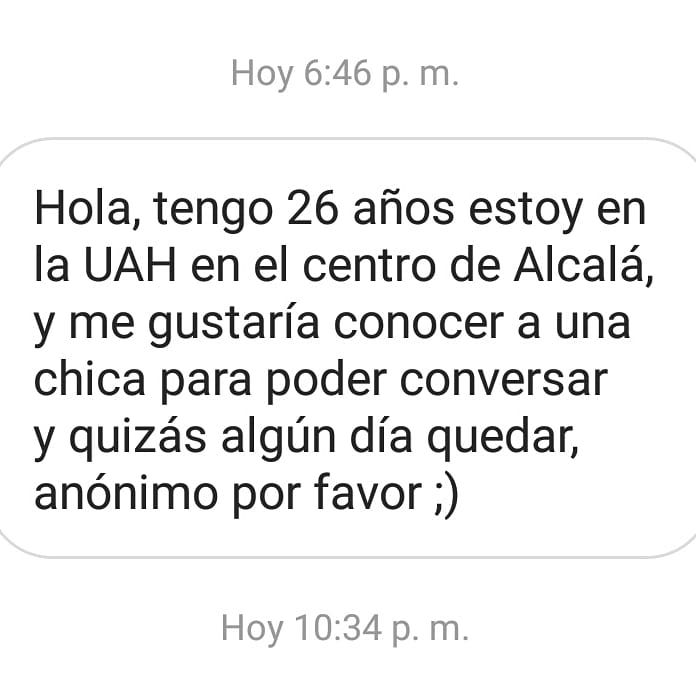 Hoy 6:46 p. m.
Hola, tengo 26 años estoy en
la UAH en el centro de Alcalá,
y me gustaría conocer a una
chica para poder conversar
y quizás algún día quedar,
anónimo por favor ;)
Hoy 10:34 p. m.